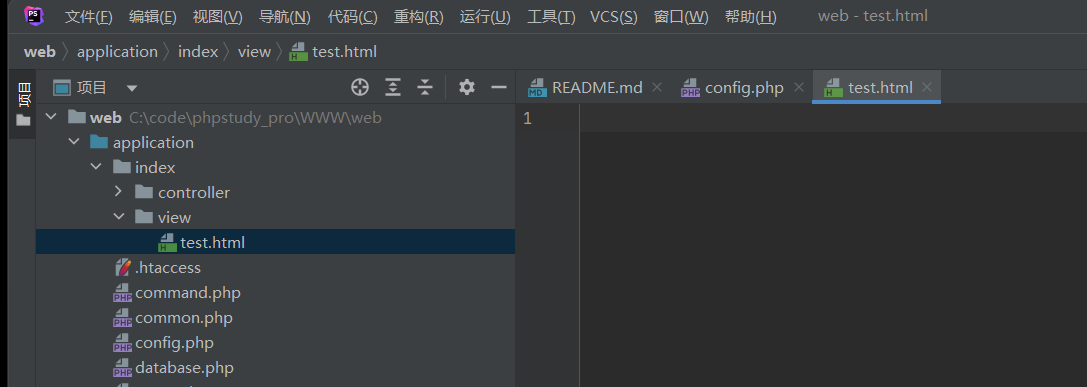 PS 文件(F) 编辑(E) 视图(V) 导航(N) 代码(C) 重构(R) 运行(U) 工具(T) VCS(S) 窗口(W) 帮助(H) web - test.html
web 〉 application 〉 index 〉 view 〉 test.html
项目
项目
README.md config.php test.html
web C:\code\phpstudy_pro\WWW\web
1
application
index
controller
view
test.html
.htaccess
command.php
common.php
config.php
database.php